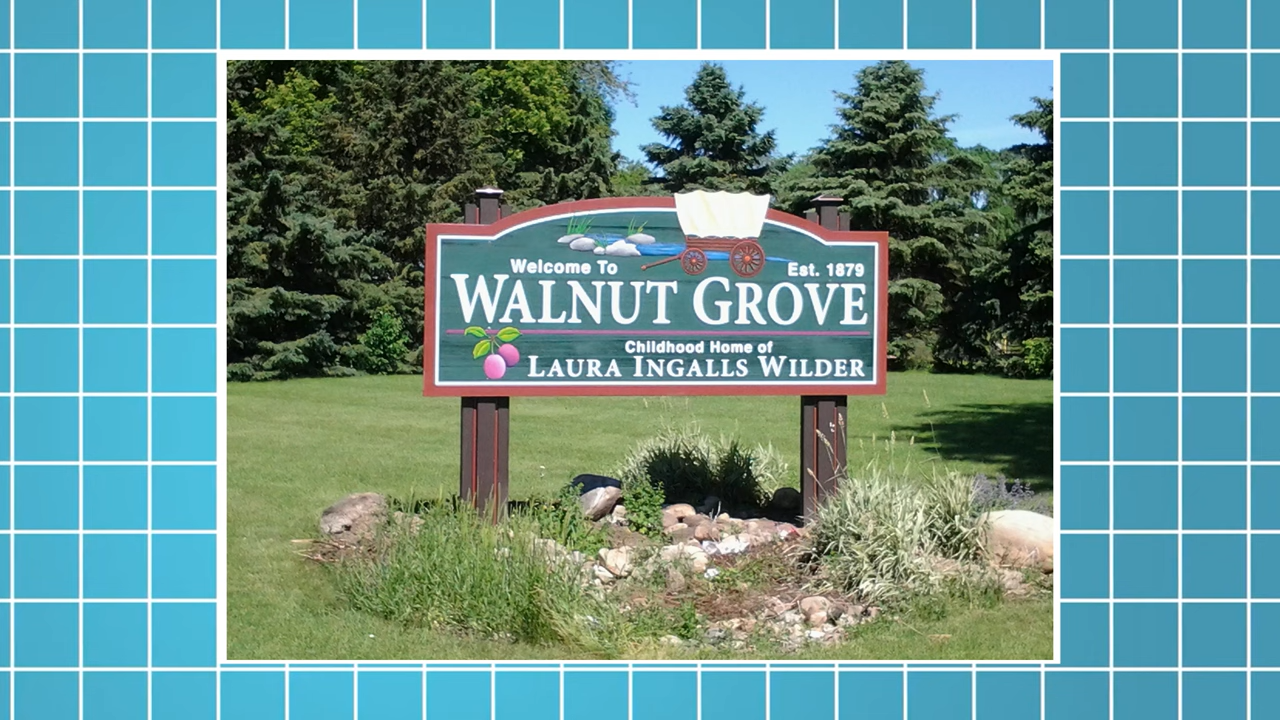 Welcome To
Est. 1879
WALNUT GROVE
Childhood Home of
LAURA INGALLS WILDER